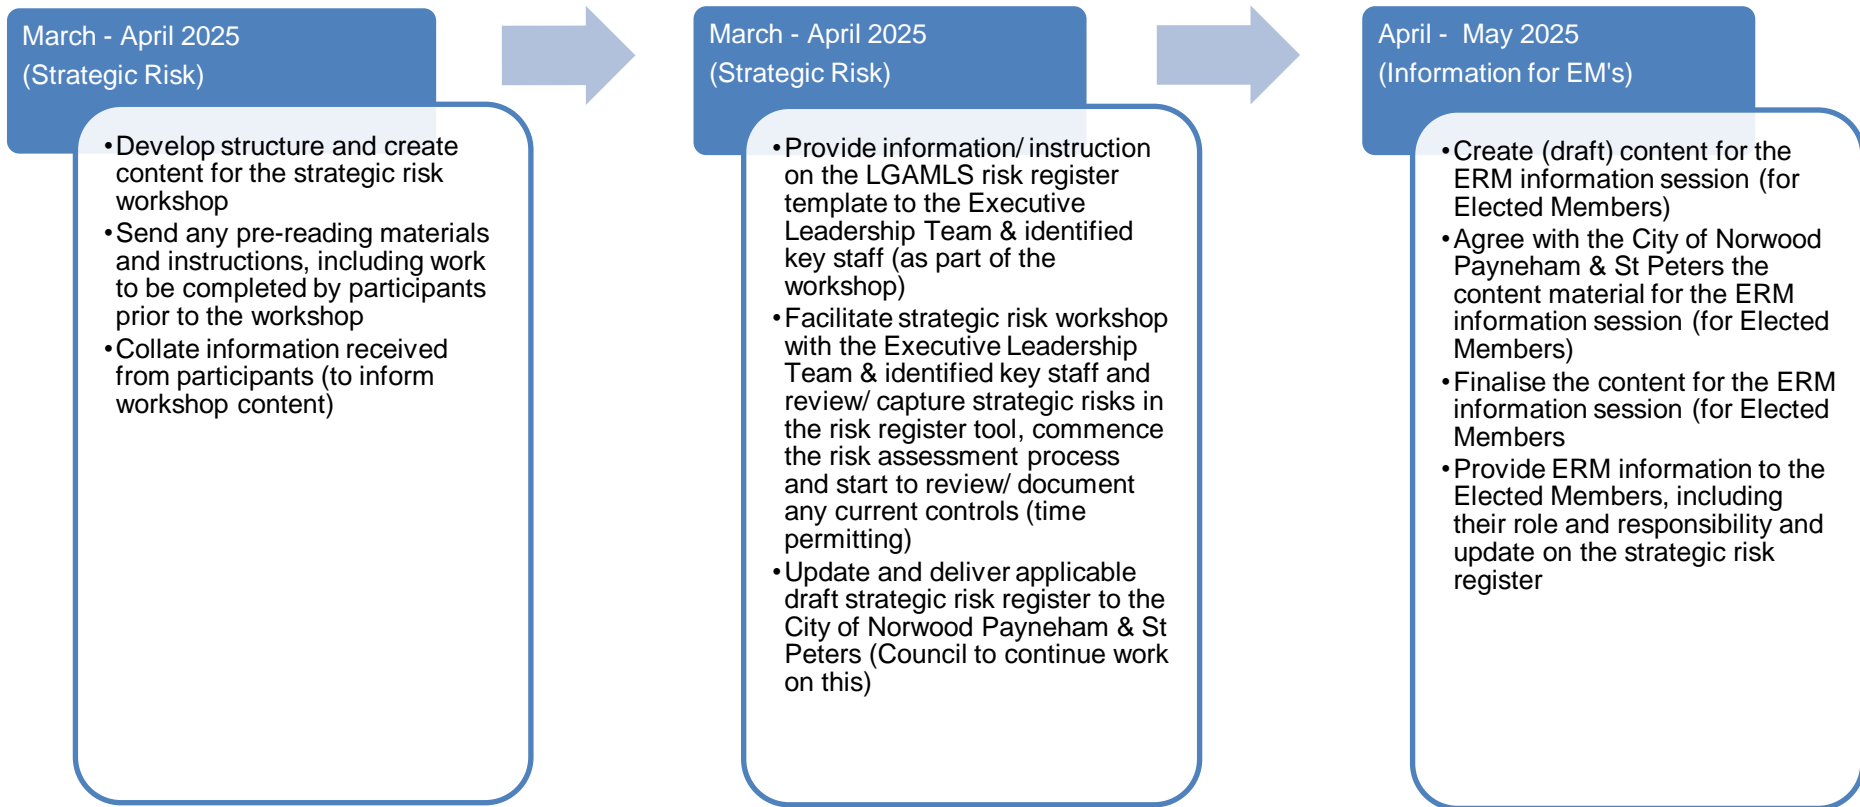 March - April 2025
(Strategic Risk)
•Develop structure and create
content for the strategic risk
workshop
•Send any pre-reading materials
and instructions, including work
to be completed by participants
prior to the workshop
•Collate information received
from participants (to inform
workshop content)
March - April 2025
(Strategic Risk)
•Provide information/ instruction
on the LGAMLS risk register
template to the Executive
Leadership Team & identified
key staff (as part of the
workshop)
•Facilitate strategic risk workshop
with the Executive Leadership
Team & identified key staff and
review/ capture strategic risks in
the risk register tool, commence
the risk assessment process
and start to review/ document
any current controls (time
permitting)
•Update and deliver applicable
draft strategic risk register to the
City of Norwood Payneham & St
Peters (Council to continue work
on this)
April -  May 2025
(Information for EM's)
•Create (draft) content for the
ERM information session (for
Elected Members)
•Agree with the City of Norwood
Payneham & St Peters the
content material for the ERM
information session (for Elected
Members)
•Finalise the content for the ERM
information session (for Elected
Members
•Provide ERM information to the
Elected Members, including
their role and responsibility and
update on the strategic risk
register